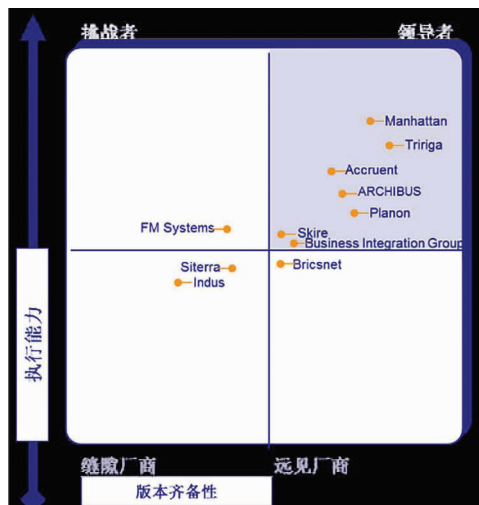 挑战者
领导者
Manhattan
Tririga
Accruent
ARCHIBUS
Planon
FM Systems
Skire
Business Integration Group
Siterra
Bricsnet
Indus
执行能力
缝隙厂商
远见厂商
版本齐备性